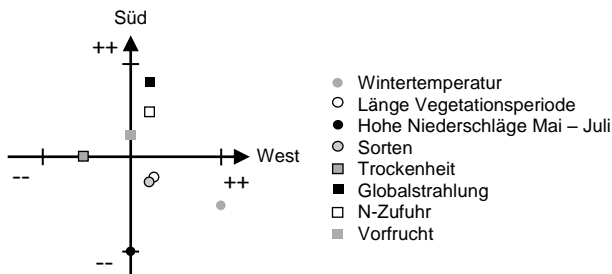 Süd
++
West
--
++
--
Wintertemperatur
Länge Vegetationsperiode
Hohe Niederschläge Mai – Juli
Sorten
Trockenheit
Globalstrahlung
N-Zufuhr
Vorfrucht